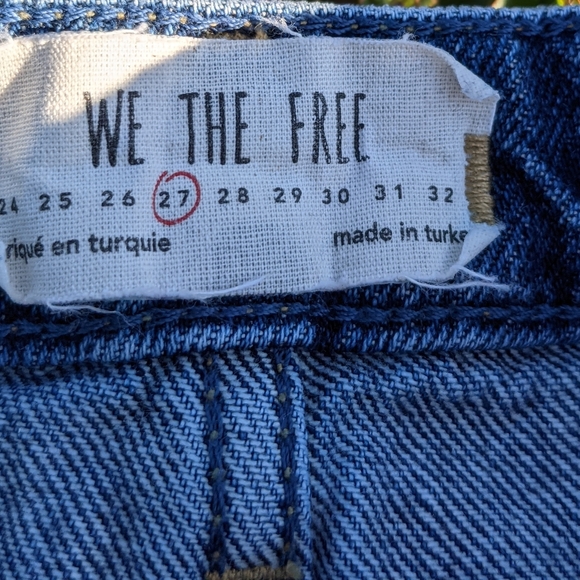 WE THE FREE
24 25 26 27 28 29 30 31 32
riqué en turquie made in turke